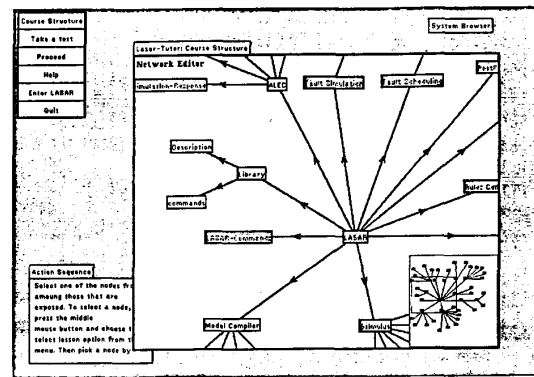 Course Structure
Take a test
Proceed
Help
Enter LASAR
Quit
System Browser
Lasar-Tutor: Course Structure
Network Editor
ALEC
Fault Simulation
Fault Scheduling
Description
Library
commands
LASAR-Commands
LASAR
Model Compiler
Stimulus
Action Sequence
Select one of the nodes fr
among those that are
exposed. To select a node,
press the middle
mouse button and choose t
select lesson option from t
menu. Then pick a node by